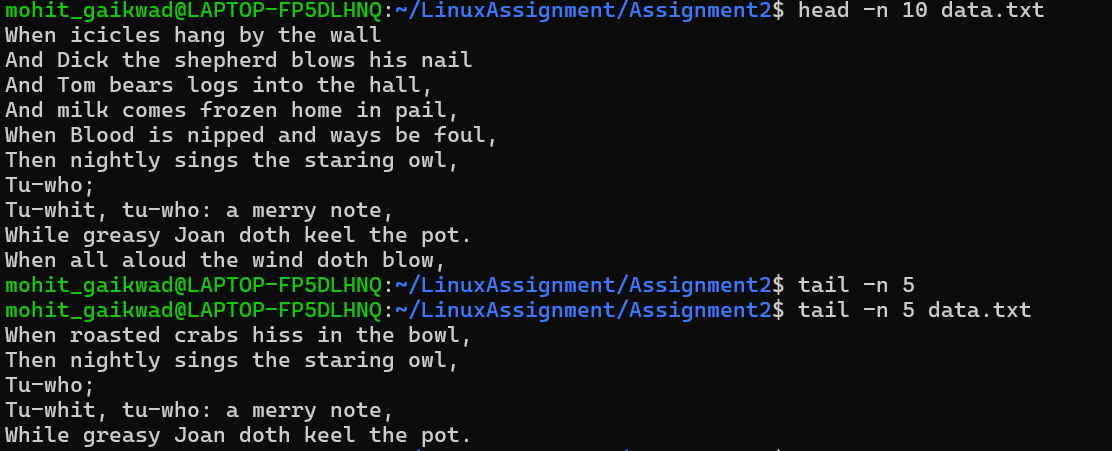 mohit_gaikwad@LAPTOP-FP5DLHNQ:~/LinuxAssignment/Assignment2$ head -n 10 data.txt
When icicles hang by the wall
And Dick the shepherd blows his nail
And Tom bears logs into the hall,
And milk comes frozen home in pail,
When Blood is nipped and ways be foul,
Then nightly sings the staring owl,
Tu-who;
Tu-whit, tu-who: a merry note,
While greasy Joan doth keel the pot.
When all aloud the wind doth blow,
mohit_gaikwad@LAPTOP-FP5DLHNQ:~/LinuxAssignment/Assignment2$ tail -n 5
mohit_gaikwad@LAPTOP-FP5DLHNQ:~/LinuxAssignment/Assignment2$ tail -n 5 data.txt
When roasted crabs hiss in the bowl,
Then nightly sings the staring owl,
Tu-who;
Tu-whit, tu-who: a merry note,
While greasy Joan doth keel the pot.